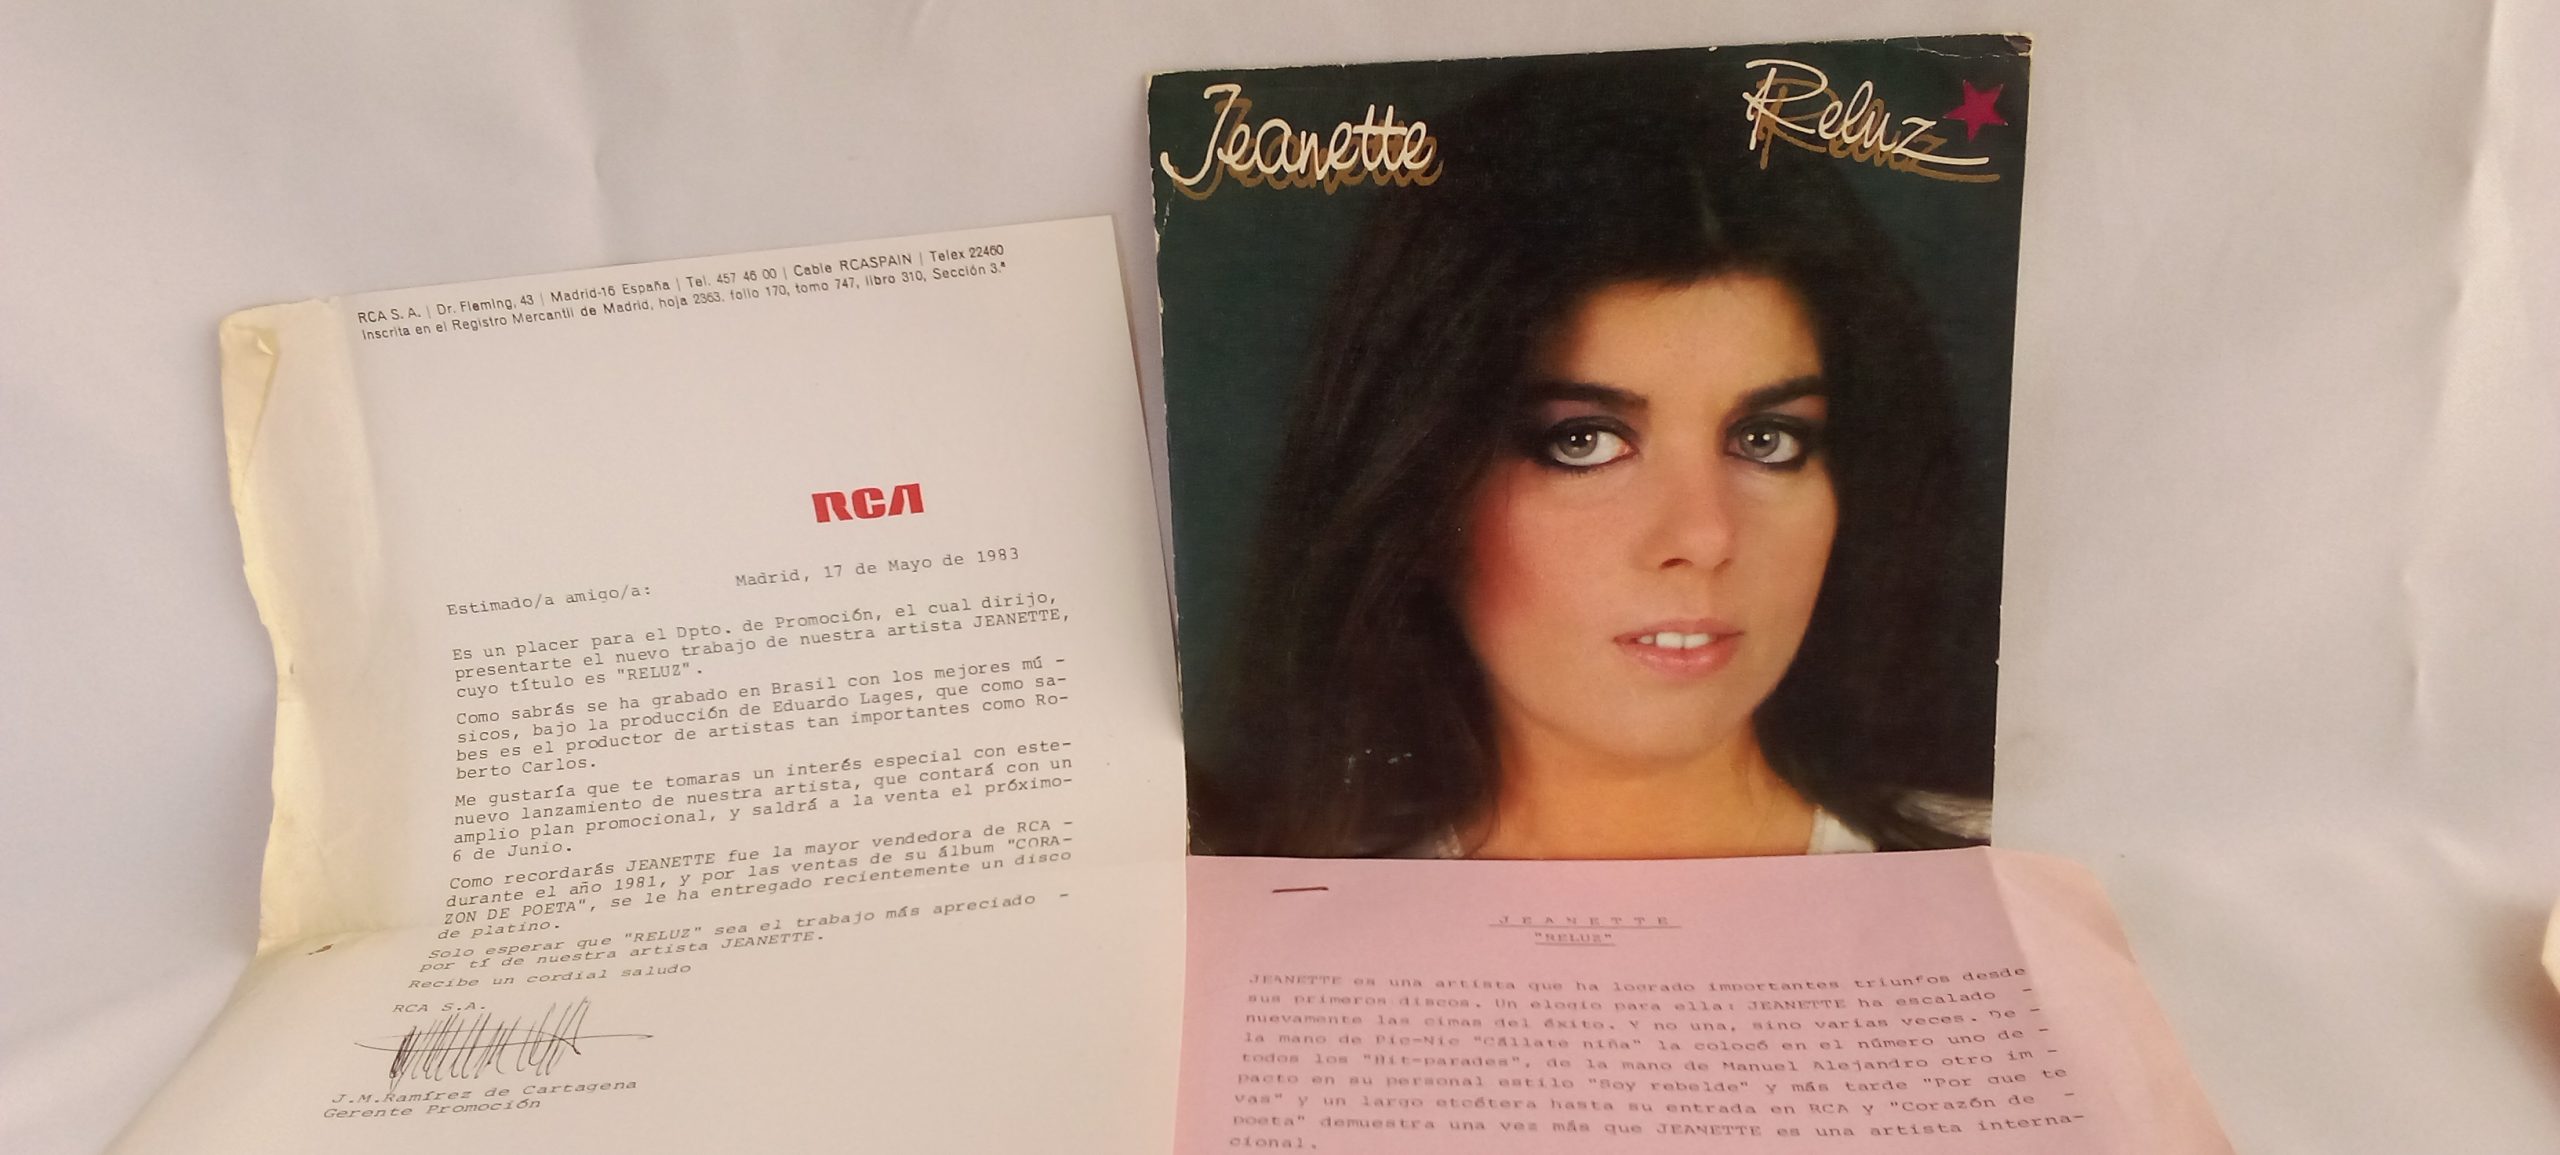 RCA S. A. | Dr. Fleming, 43 | Madrid-16 España | Tel. 457 46 00 | Cable RCASPAIN | Telex 22460
Inscrita en el Registro Mercantil de Madrid, hoja 2363. folio 170, tomo 747, libro 310, Sección 3.ª
RCA
Madrid, 17 de Mayo de 1983
Estimado/a amigo/a:
Es un placer para el Dpto. de Promoción, el cual dirijo,
presentarte el nuevo trabajo de nuestra artista JEANETTE,
cuyo título es "RELUZ".
Como sabrás se ha grabado en Brasil con los mejores mú -
sicos, bajo la producción de Eduardo Lages, que como sa-
bes es el productor de artistas tan importantes como Ro-
berto Carlos.
Me gustaría que te tomaras un interés especial con este-
nuevo lanzamiento de nuestra artista, que contará con un
amplio plan promocional, y saldrá a la venta el próximo-
6 de Junio.
Como recordarás JEANETTE fue la mayor vendedora de RCA -
durante el año 1981, y por las ventas de su álbum "CORA-
ZON DE POETA", se le ha entregado recientemente un disco
de platino.
Solo esperar que "RELUZ" sea el trabajo más apreciado -
por tí de nuestra artista JEANETTE.
Recibe un cordial saludo
RCA S.A.
J.M.Ramírez de Cartagena
Gerente Promoción
Jeanette
Reluz
J E A N E T T E
"RELUZ"
JEANETTE es una artista que ha logrado importantes triunfos desde
sus primeros discos. Un elogio para ella: JEANETTE ha escalado -
nuevamente las cimas del éxito. Y no una, sino varias veces. De -
la mano de Pic-Nic "Cállate niña" la colocó en el número uno de -
todos los "Hit-parades", de la mano de Manuel Alejandro otro im -
pacto en su personal estilo "Soy rebelde" y más tarde "Por que te
vas" y un largo etcétera hasta su entrada en RCA y "Corazón de -
poeta" demuestra una vez más que JEANETTE es una artista interna-
cional.